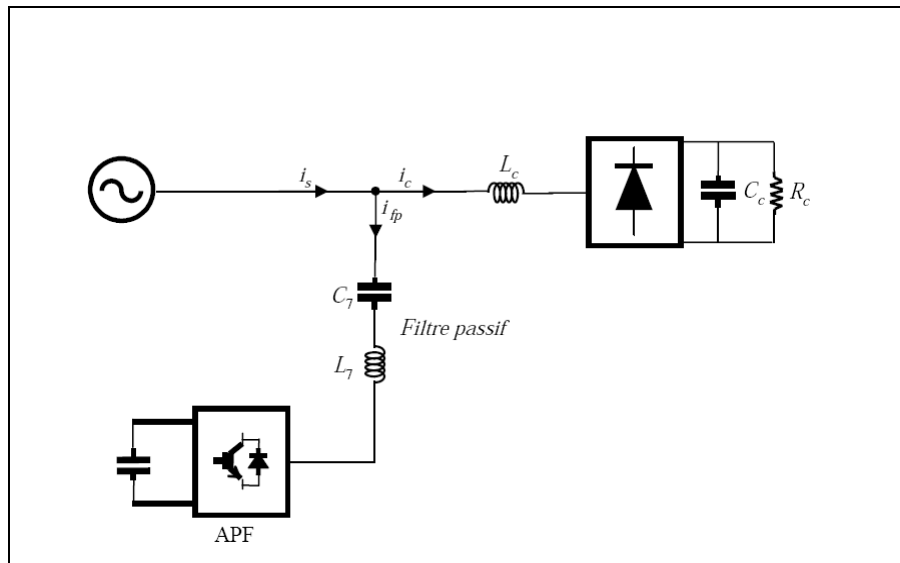 i_s
i_c
L_c
i_fp
C_c
R_c
C_7
Filtre passif
L_7
APF